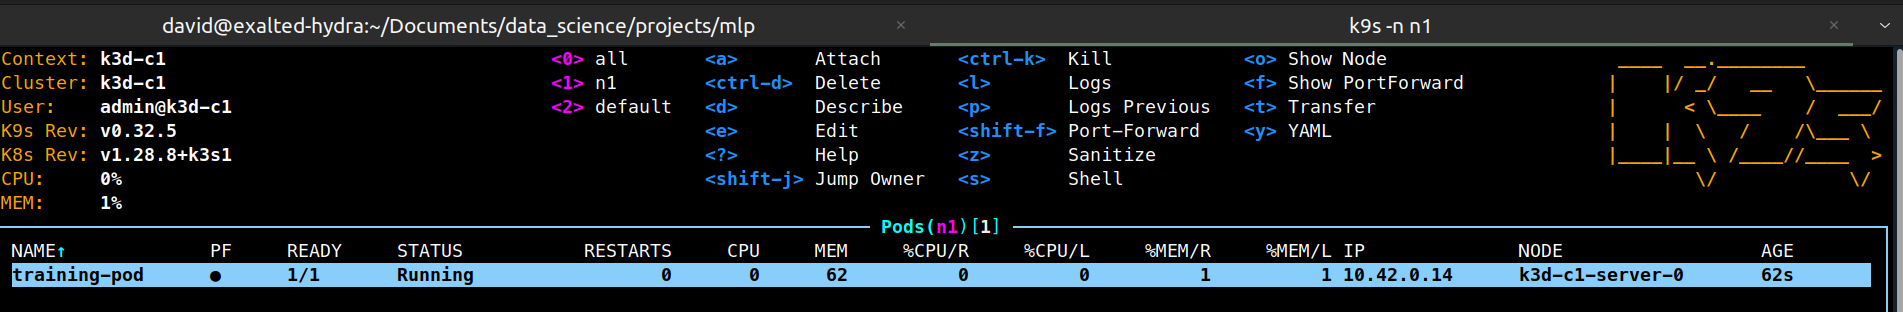 david@exalted-hydra:~/Documents/data_science/projects/mlp × k9s -n n1 ×
Context: k3d-c1 <0> all <a> Attach <ctrl-k> Kill <o> Show Node
Cluster: k3d-c1 <1> n1 <ctrl-d> Delete <l> Logs <f> Show PortForward
User: admin@k3d-c1 <2> default <d> Describe <p> Logs Previous <t> Transfer
K9s Rev: v0.32.5 <e> Edit <shift-f> Port-Forward <y> YAML
K8s Rev: v1.28.8+k3s1 <?> Help <z> Sanitize
CPU: 0% <shift-j> Jump Owner <s> Shell
MEM: 1%
Pods(n1)[1]
NAME↑ PF READY STATUS RESTARTS CPU MEM %CPU/R %CPU/L %MEM/R %MEM/L IP NODE AGE
training-pod ● 1/1 Running 0 0 62 0 0 1 1 10.42.0.14 k3d-c1-server-0 62s